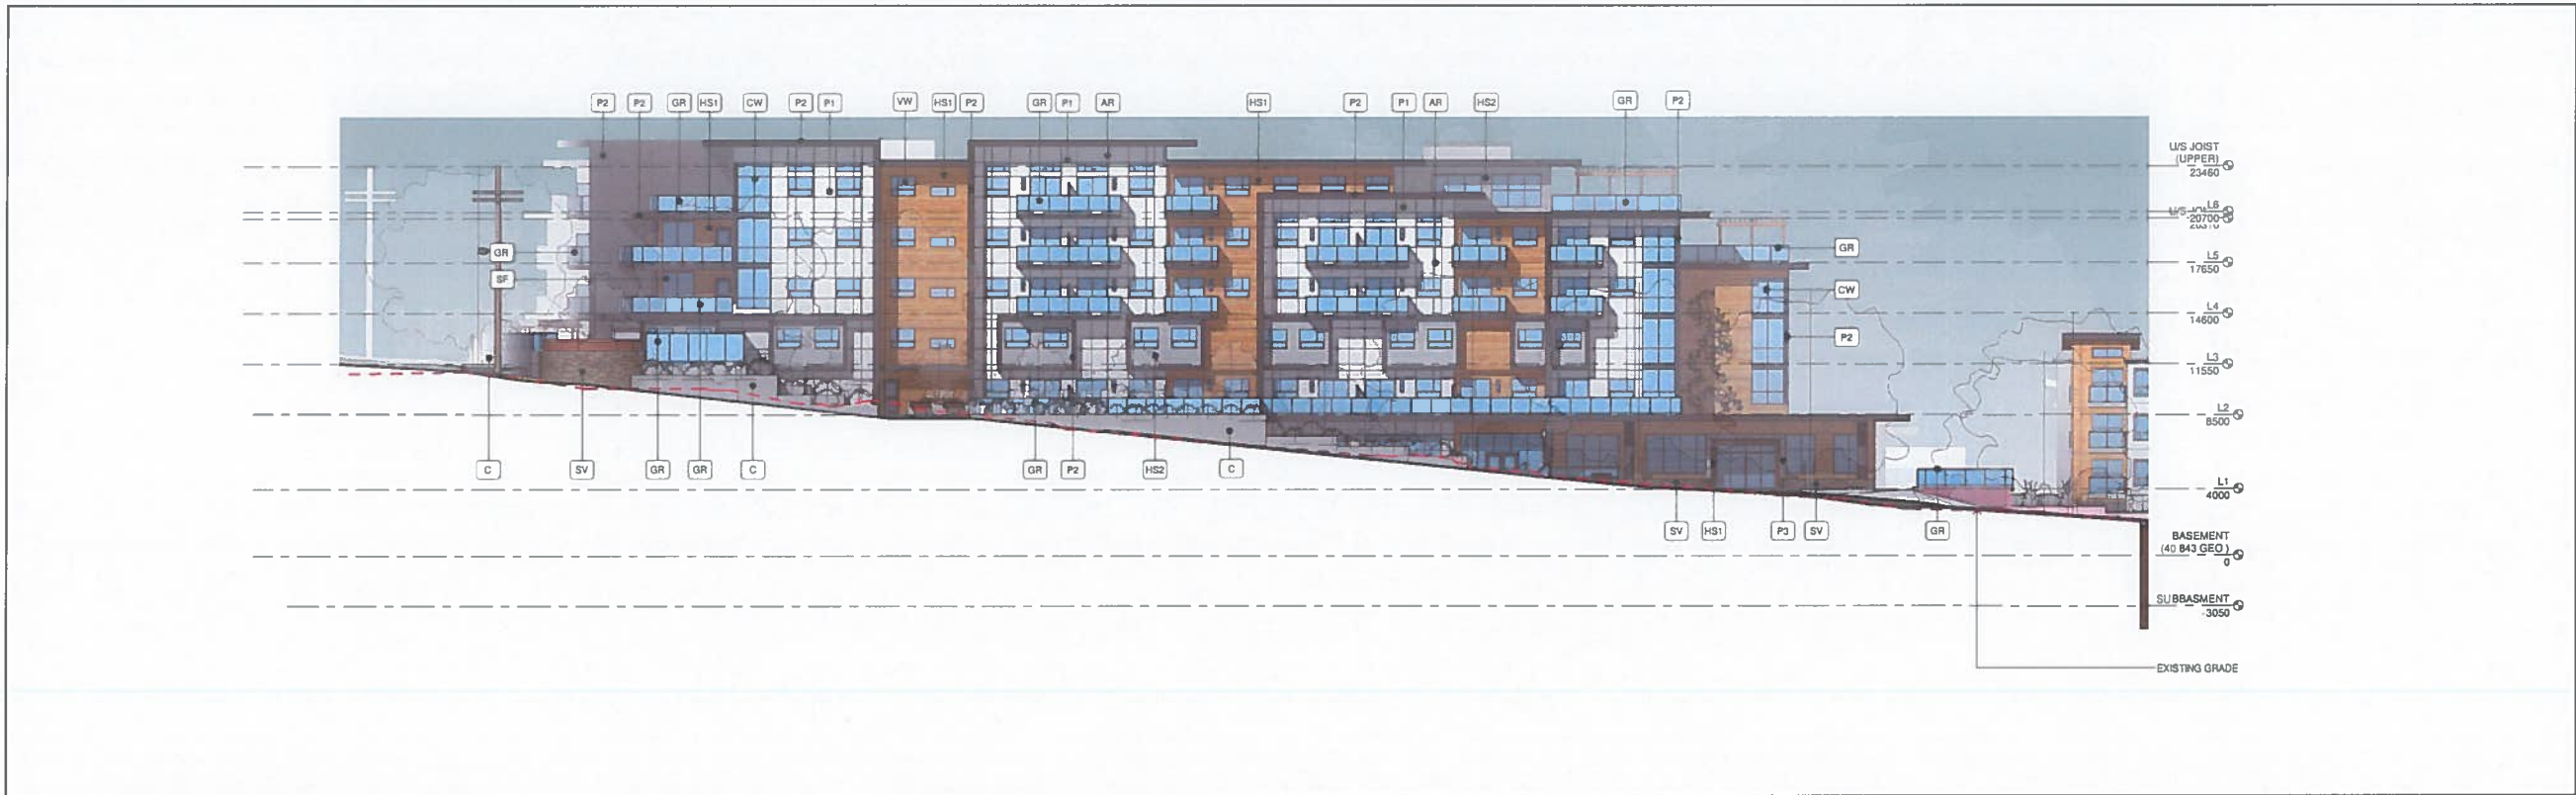 P2 P2 GR HS1 CW P2 P1 VW HS1 P2 GR P1 AR HS1 P2 P1 AR HS2 GR P2
U/S JOIST
(UPPER)
23460
L6
20700
GR
GR
L5
17650
SF
CW
L4
14600
P2
L3
11550
L2
8500
C SV GR GR C GR P2 HS2 C
L1
4000
SV HS1 P3 SV GR
BASEMENT
(40 843 GEO )
0
SUBBASMENT
-3050
EXISTING GRADE